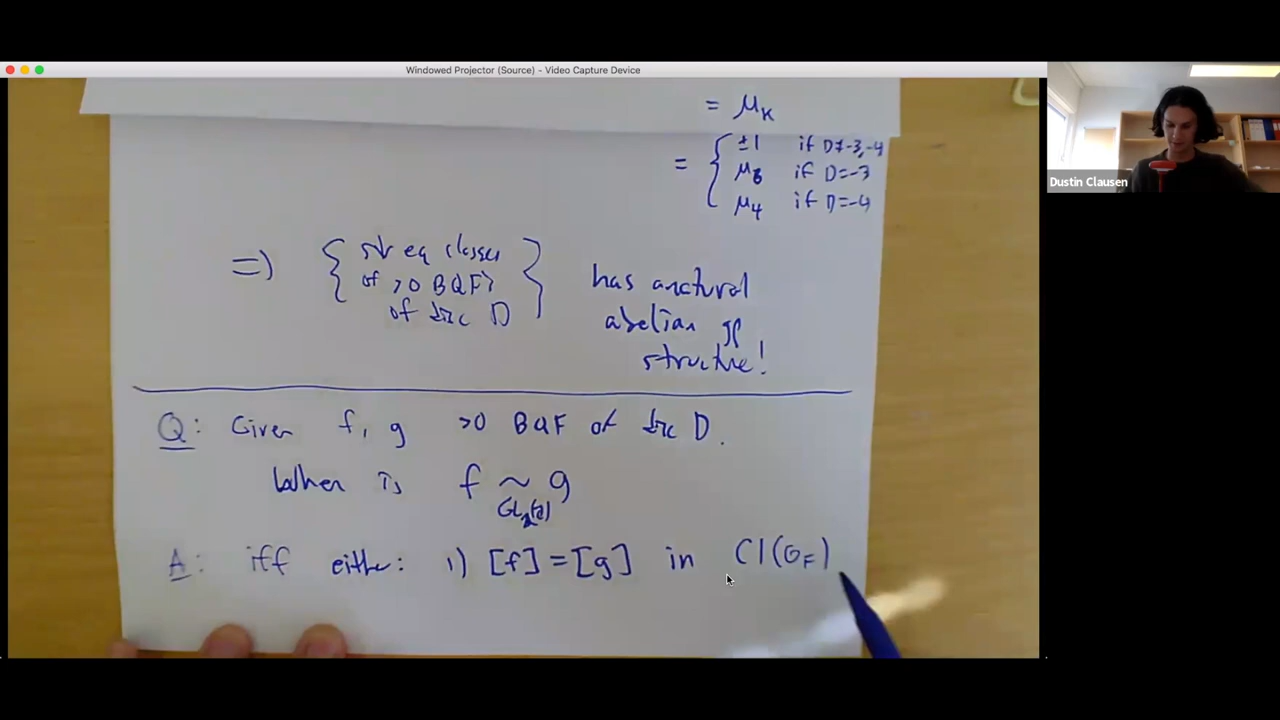 Windowed Projector (Source) - Video Capture Device
= μ_K
= { ±1 if D≠-3,-4
μ_6 if D=-3
μ_4 if D=-4
=> { str eq classes
of >0 BQFs
of disc D }
has a natural
abelian gp
structure!
Q: Given f, g >0 BQF of disc D.
When is f ~ g
GL_2(Z)
A: iff either: 1) [f]=[g] in Cl(O_F)
Dustin Clausen